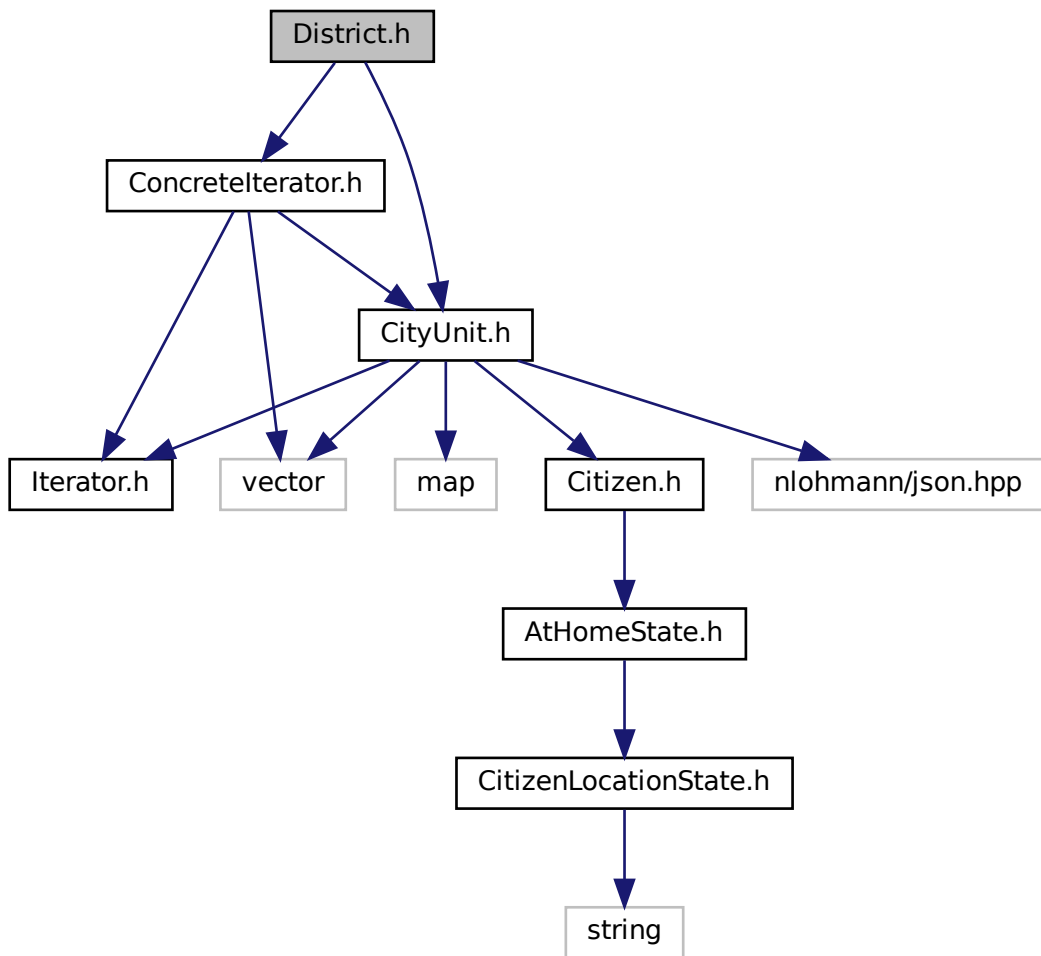 District.h
ConcreteIterator.h
CityUnit.h
Iterator.h
vector
map
Citizen.h
nlohmann/json.hpp
AtHomeState.h
CitizenLocationState.h
string